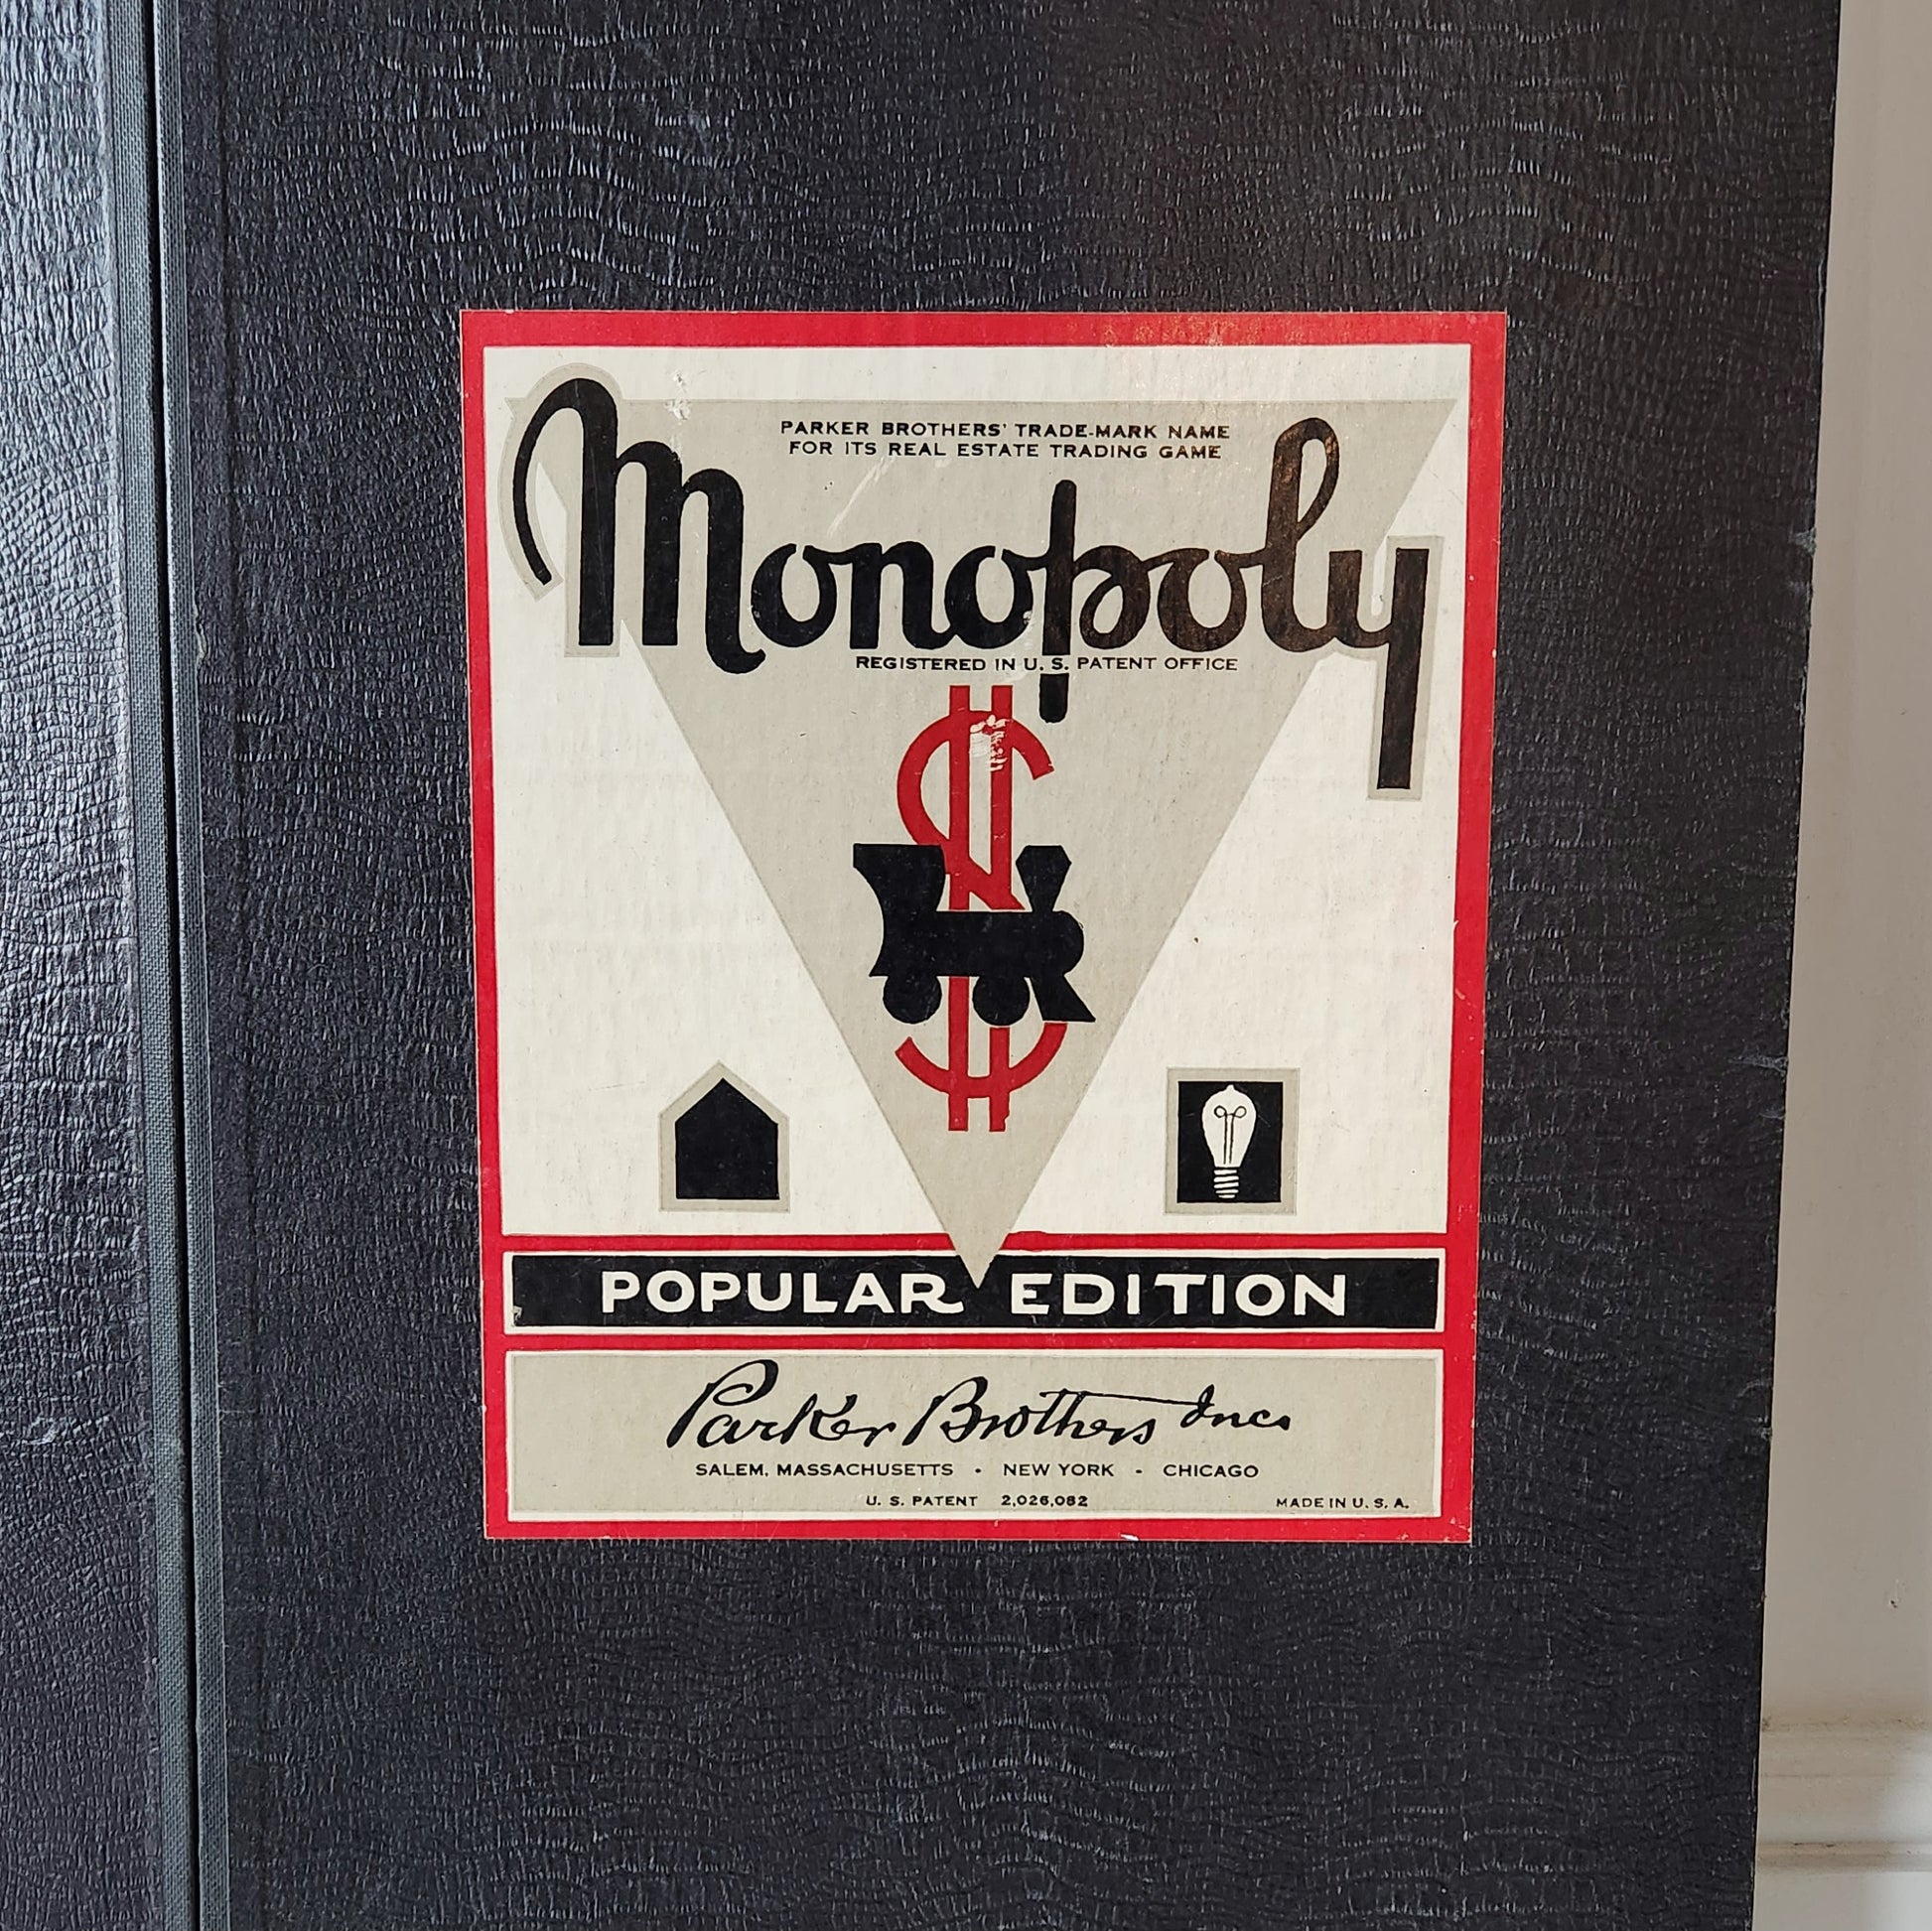 PARKER BROTHERS' TRADE-MARK NAME
FOR ITS REAL ESTATE TRADING GAME
Monopoly
REGISTERED IN U. S. PATENT OFFICE
$
POPULAR EDITION
Parker Brothers Inc.
SALEM, MASSACHUSETTS • NEW YORK • CHICAGO
U. S. PATENT 2,026,082
MADE IN U. S. A.